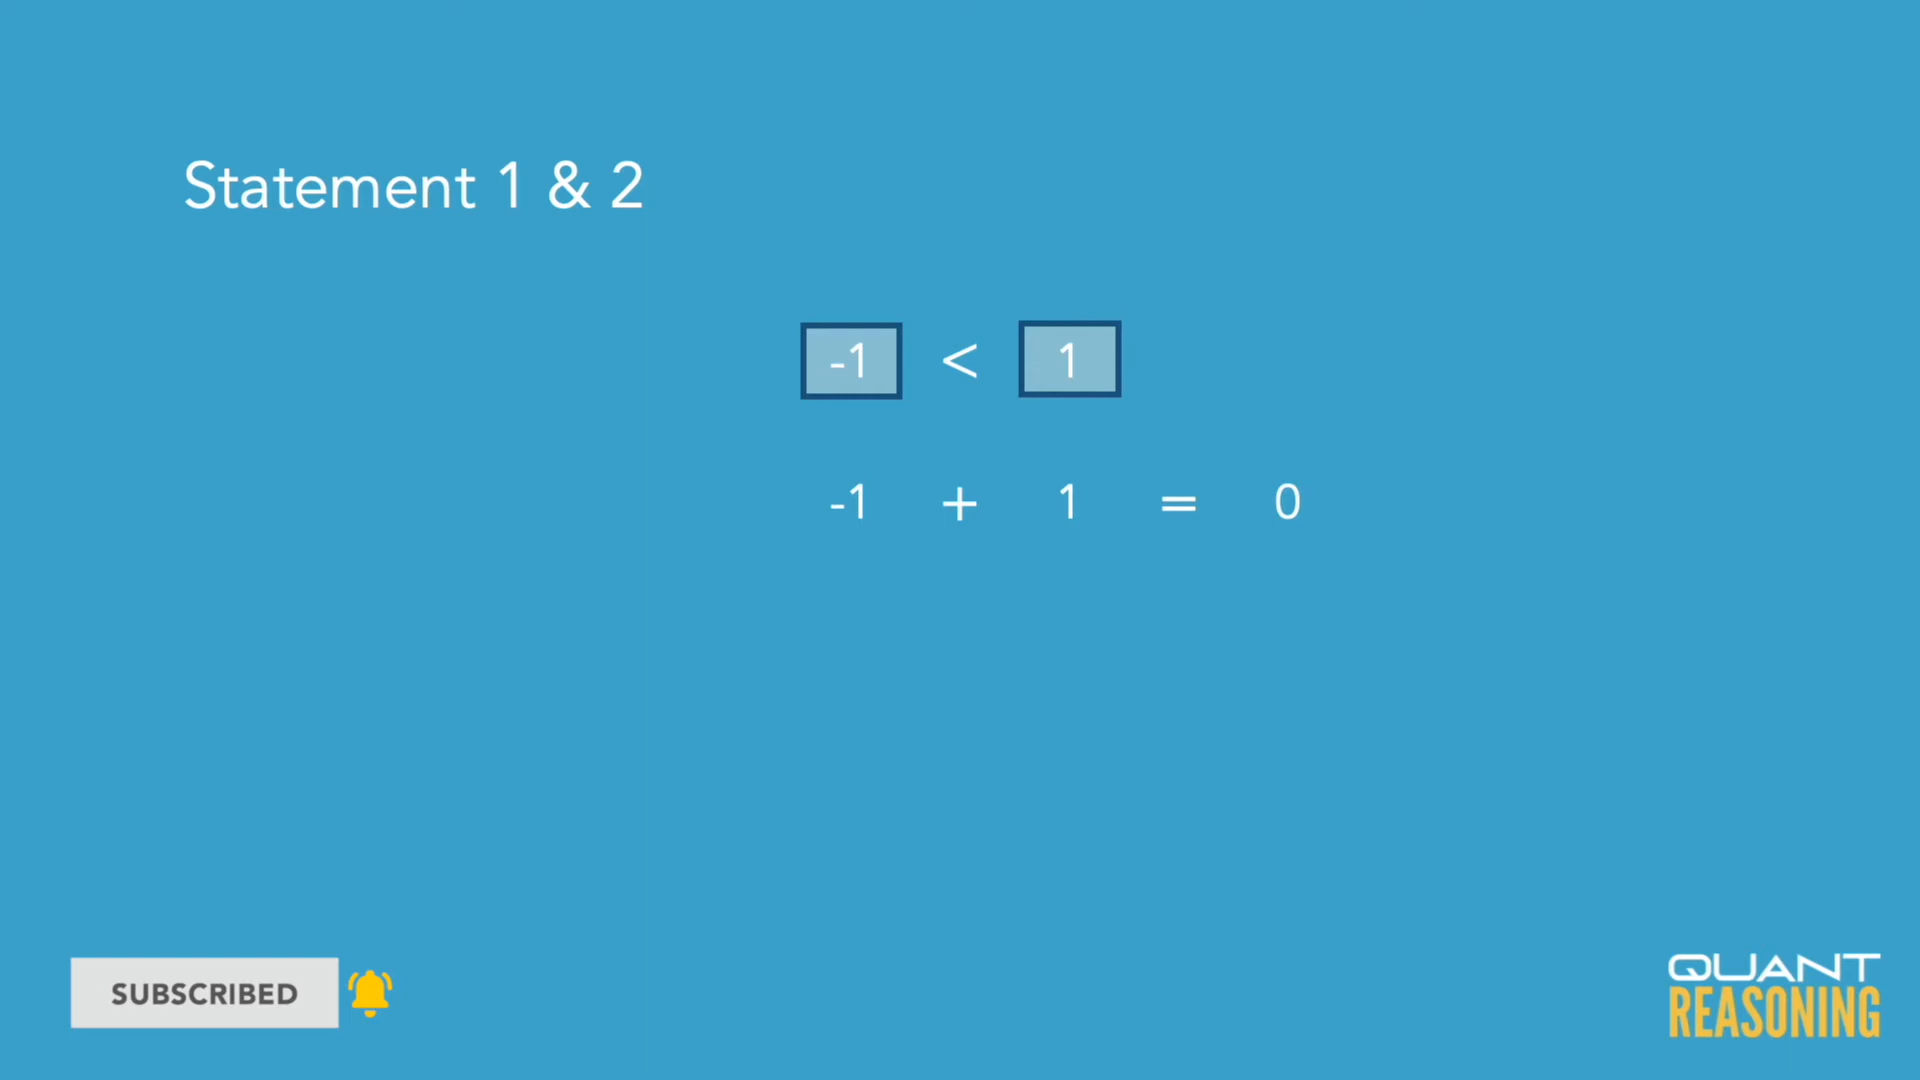 Statement 1 & 2
-1 < 1
-1 + 1 = 0
SUBSCRIBED
QUANT
REASONING